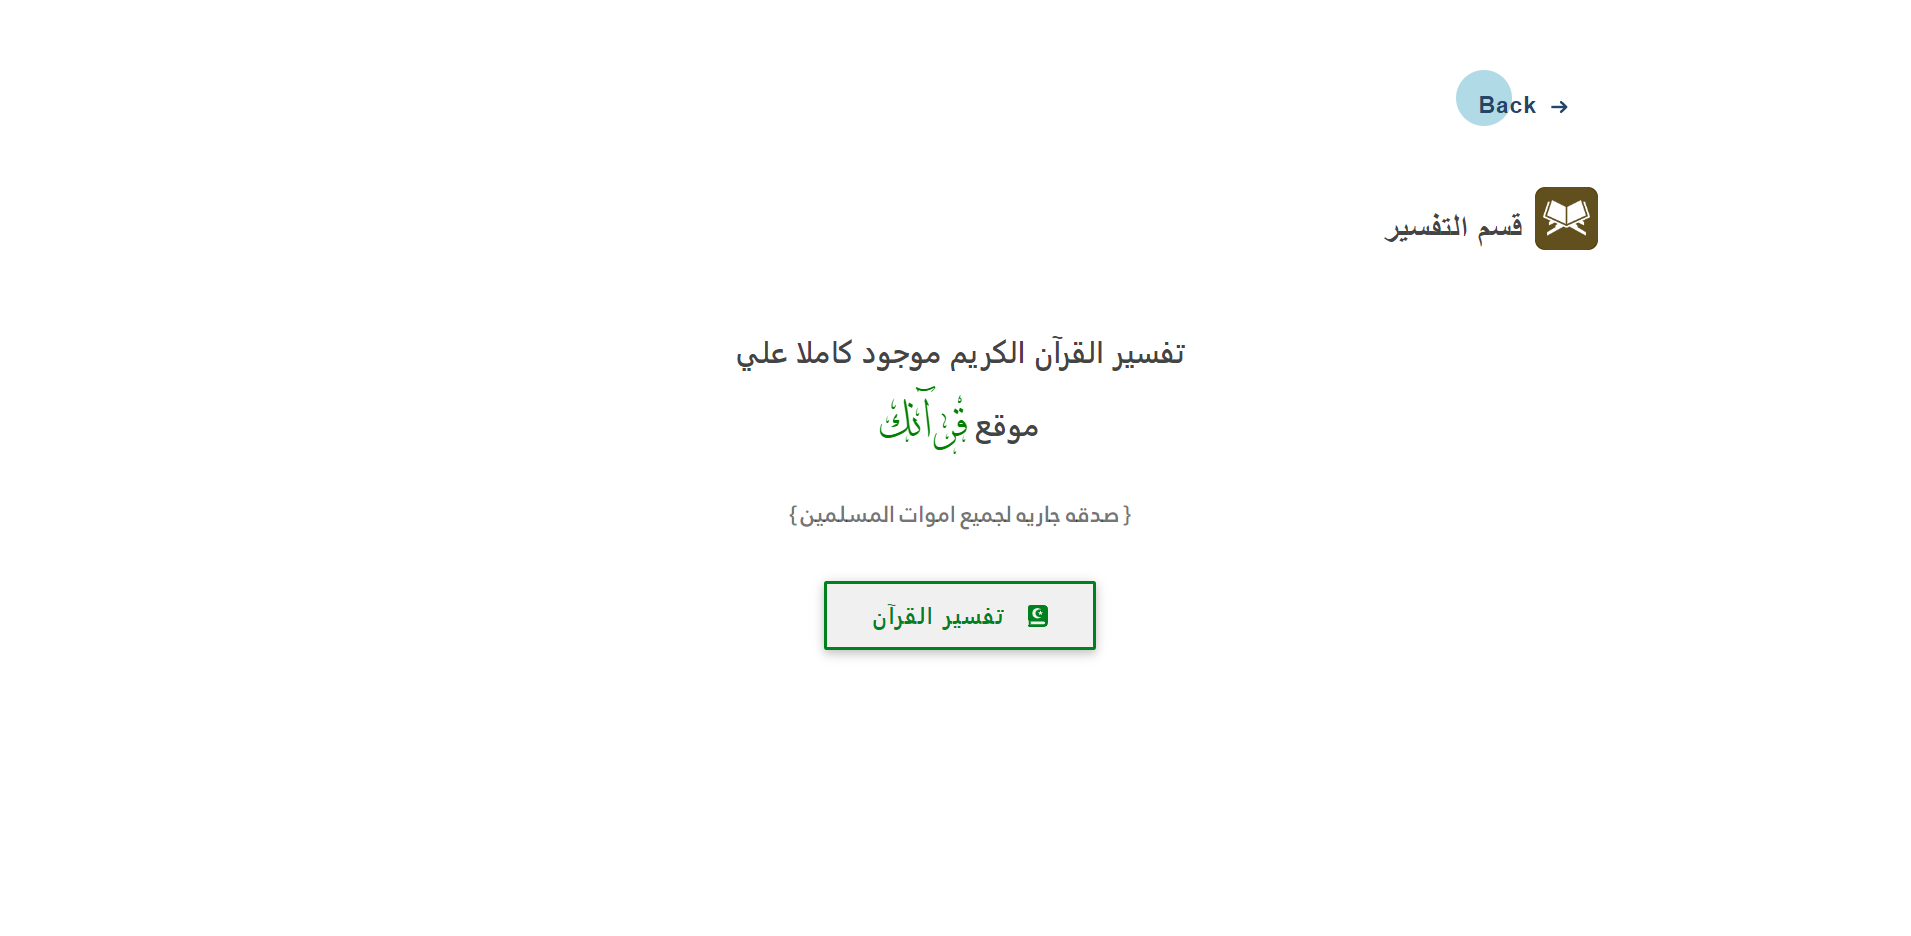 Back →
قسم التفسير
تفسير القرآن الكريم موجود كاملا علي
موقع قرآنك
{ صدقه جاريه لجميع اموات المسلمين }
تفسير القرآن